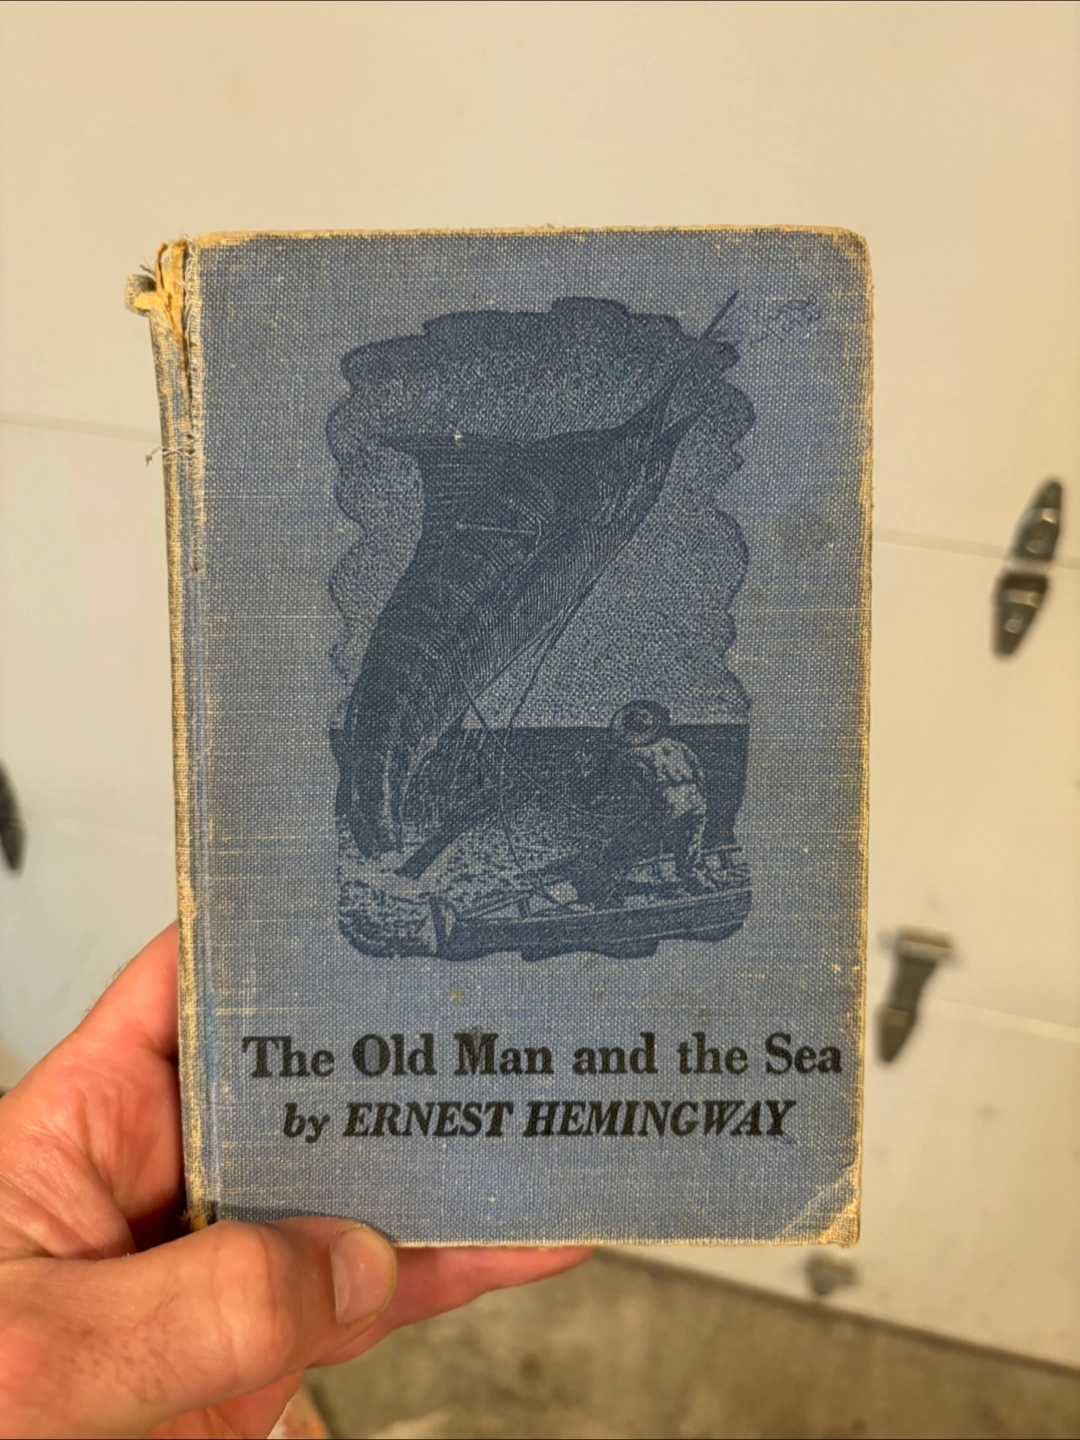 The Old Man and the Sea
by ERNEST HEMINGWAY